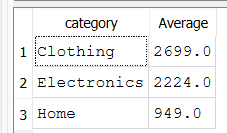 category Average
1 Clothing 2699.0
2 Electronics 2224.0
3 Home 949.0